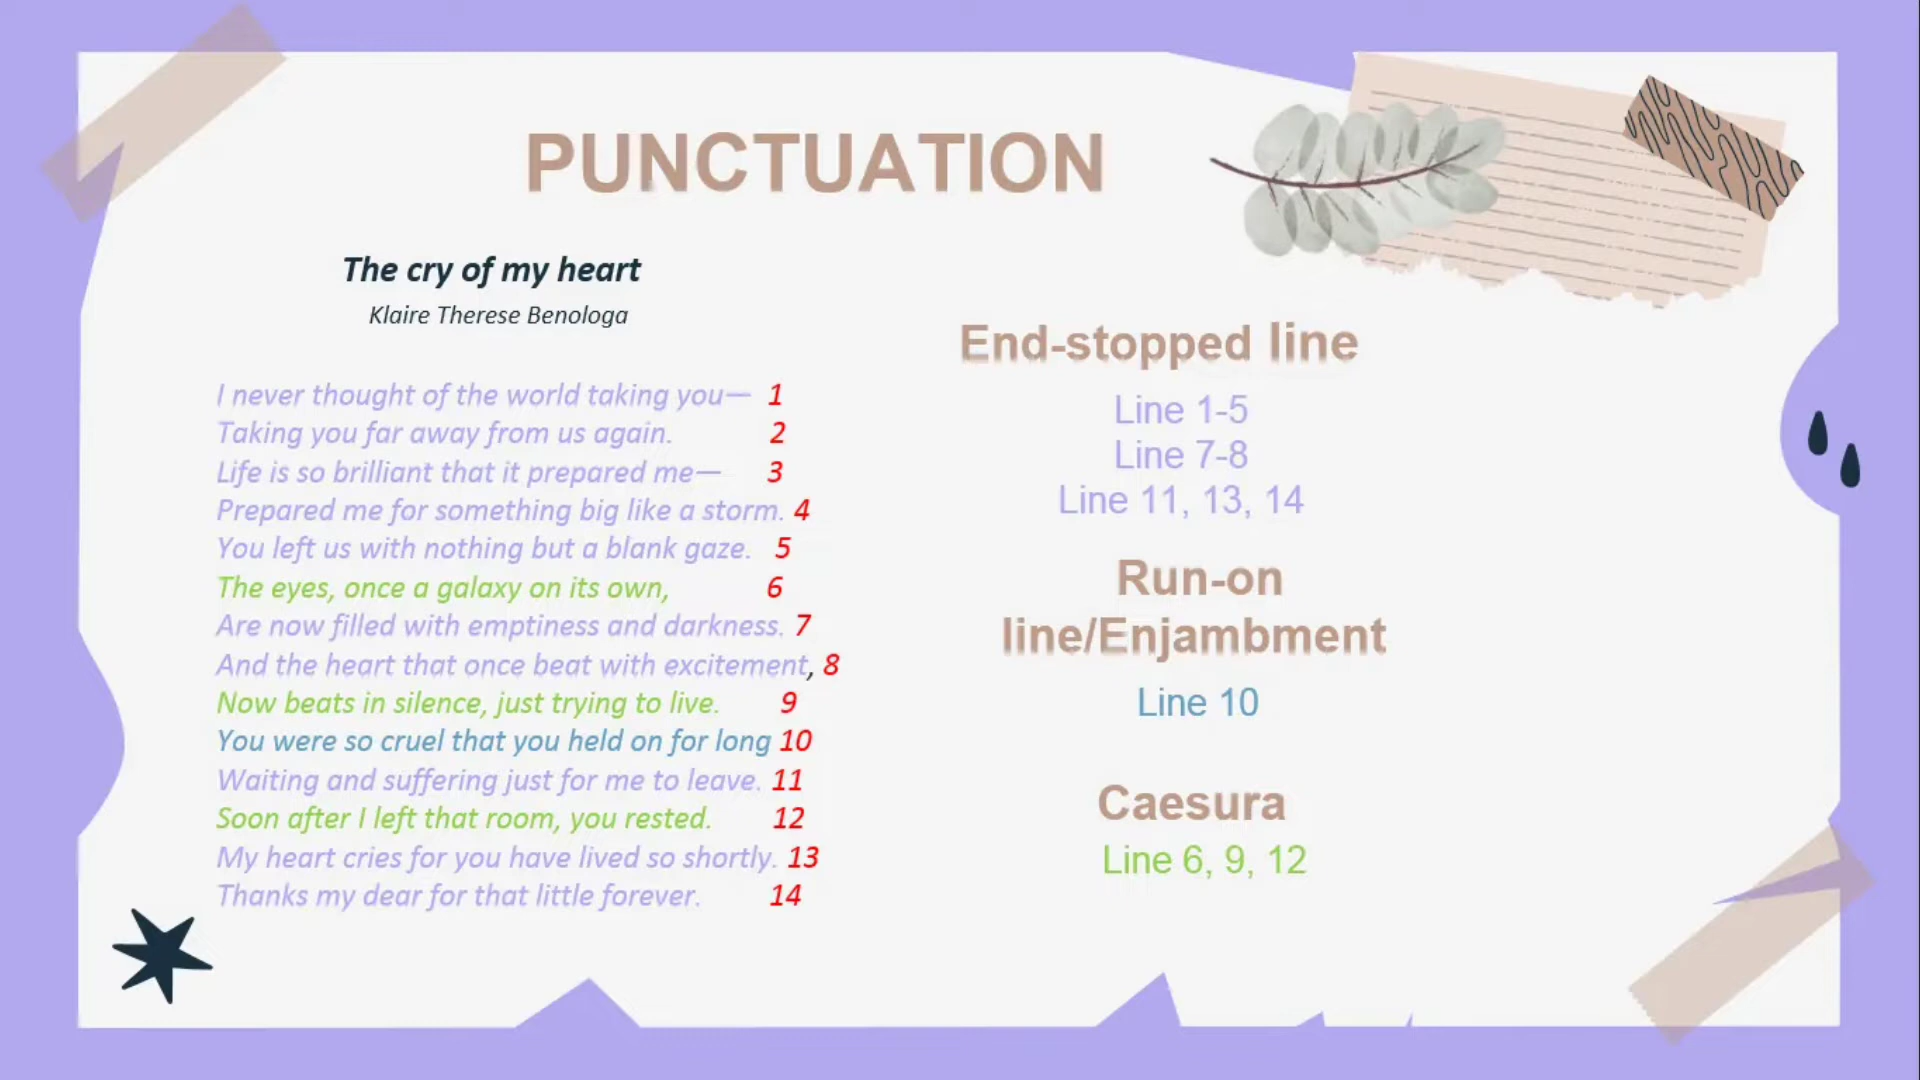 PUNCTUATION
The cry of my heart
Klaire Therese Benologa
I never thought of the world taking you— 1
Taking you far away from us again. 2
Life is so brilliant that it prepared me— 3
Prepared me for something big like a storm. 4
You left us with nothing but a blank gaze. 5
The eyes, once a galaxy on its own, 6
Are now filled with emptiness and darkness. 7
And the heart that once beat with excitement, 8
Now beats in silence, just trying to live. 9
You were so cruel that you held on for long 10
Waiting and suffering just for me to leave. 11
Soon after I left that room, you rested. 12
My heart cries for you have lived so shortly. 13
Thanks my dear for that little forever. 14
End-stopped line
Line 1-5
Line 7-8
Line 11, 13, 14
Run-on
line/Enjambment
Line 10
Caesura
Line 6, 9, 12